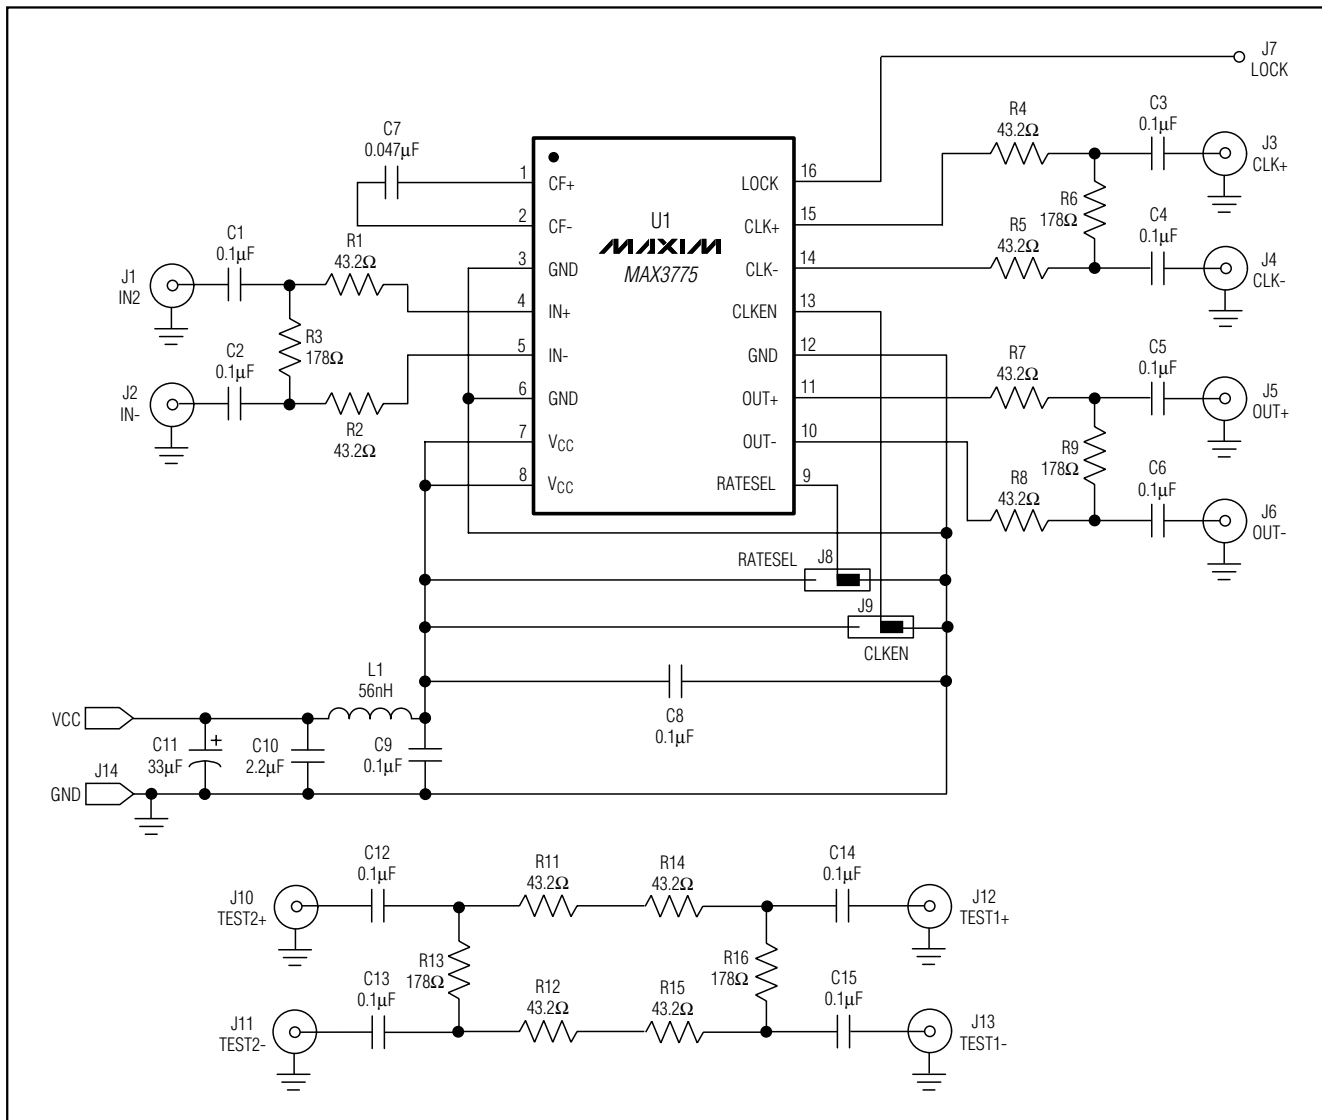 J7
LOCK
R4
43.2Ω
C3
0.1µF
J3
CLK+
C7
0.047µF
1
CF+
LOCK
16
2
CF-
CLK+
15
R6
178Ω
U1
MAXIM
MAX3775
R5
43.2Ω
C4
0.1µF
J4
CLK-
C1
0.1µF
R1
43.2Ω
J1
IN2
3
GND
CLK-
14
4
IN+
CLKEN
13
R3
178Ω
5
IN-
GND
12
C2
0.1µF
J2
IN-
R2
43.2Ω
6
GND
OUT+
11
R7
43.2Ω
C5
0.1µF
J5
OUT+
7
VCC
OUT-
10
R9
178Ω
8
VCC
RATESEL
9
R8
43.2Ω
C6
0.1µF
J6
OUT-
RATESEL
J8
J9
CLKEN
L1
56nH
C8
0.1µF
VCC
C11
33µF
+
C10
2.2µF
C9
0.1µF
J14
GND
C12
0.1µF
R11
43.2Ω
R14
43.2Ω
C14
0.1µF
J10
TEST2+
J12
TEST1+
R13
178Ω
R16
178Ω
C13
0.1µF
R12
43.2Ω
R15
43.2Ω
C15
0.1µF
J11
TEST2-
J13
TEST1-